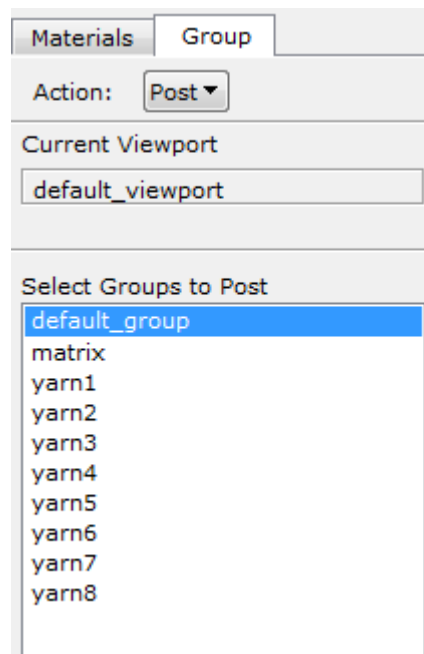 Materials Group
Action: Post
Current Viewport
default_viewport
Select Groups to Post
default_group
matrix
yarn1
yarn2
yarn3
yarn4
yarn5
yarn6
yarn7
yarn8